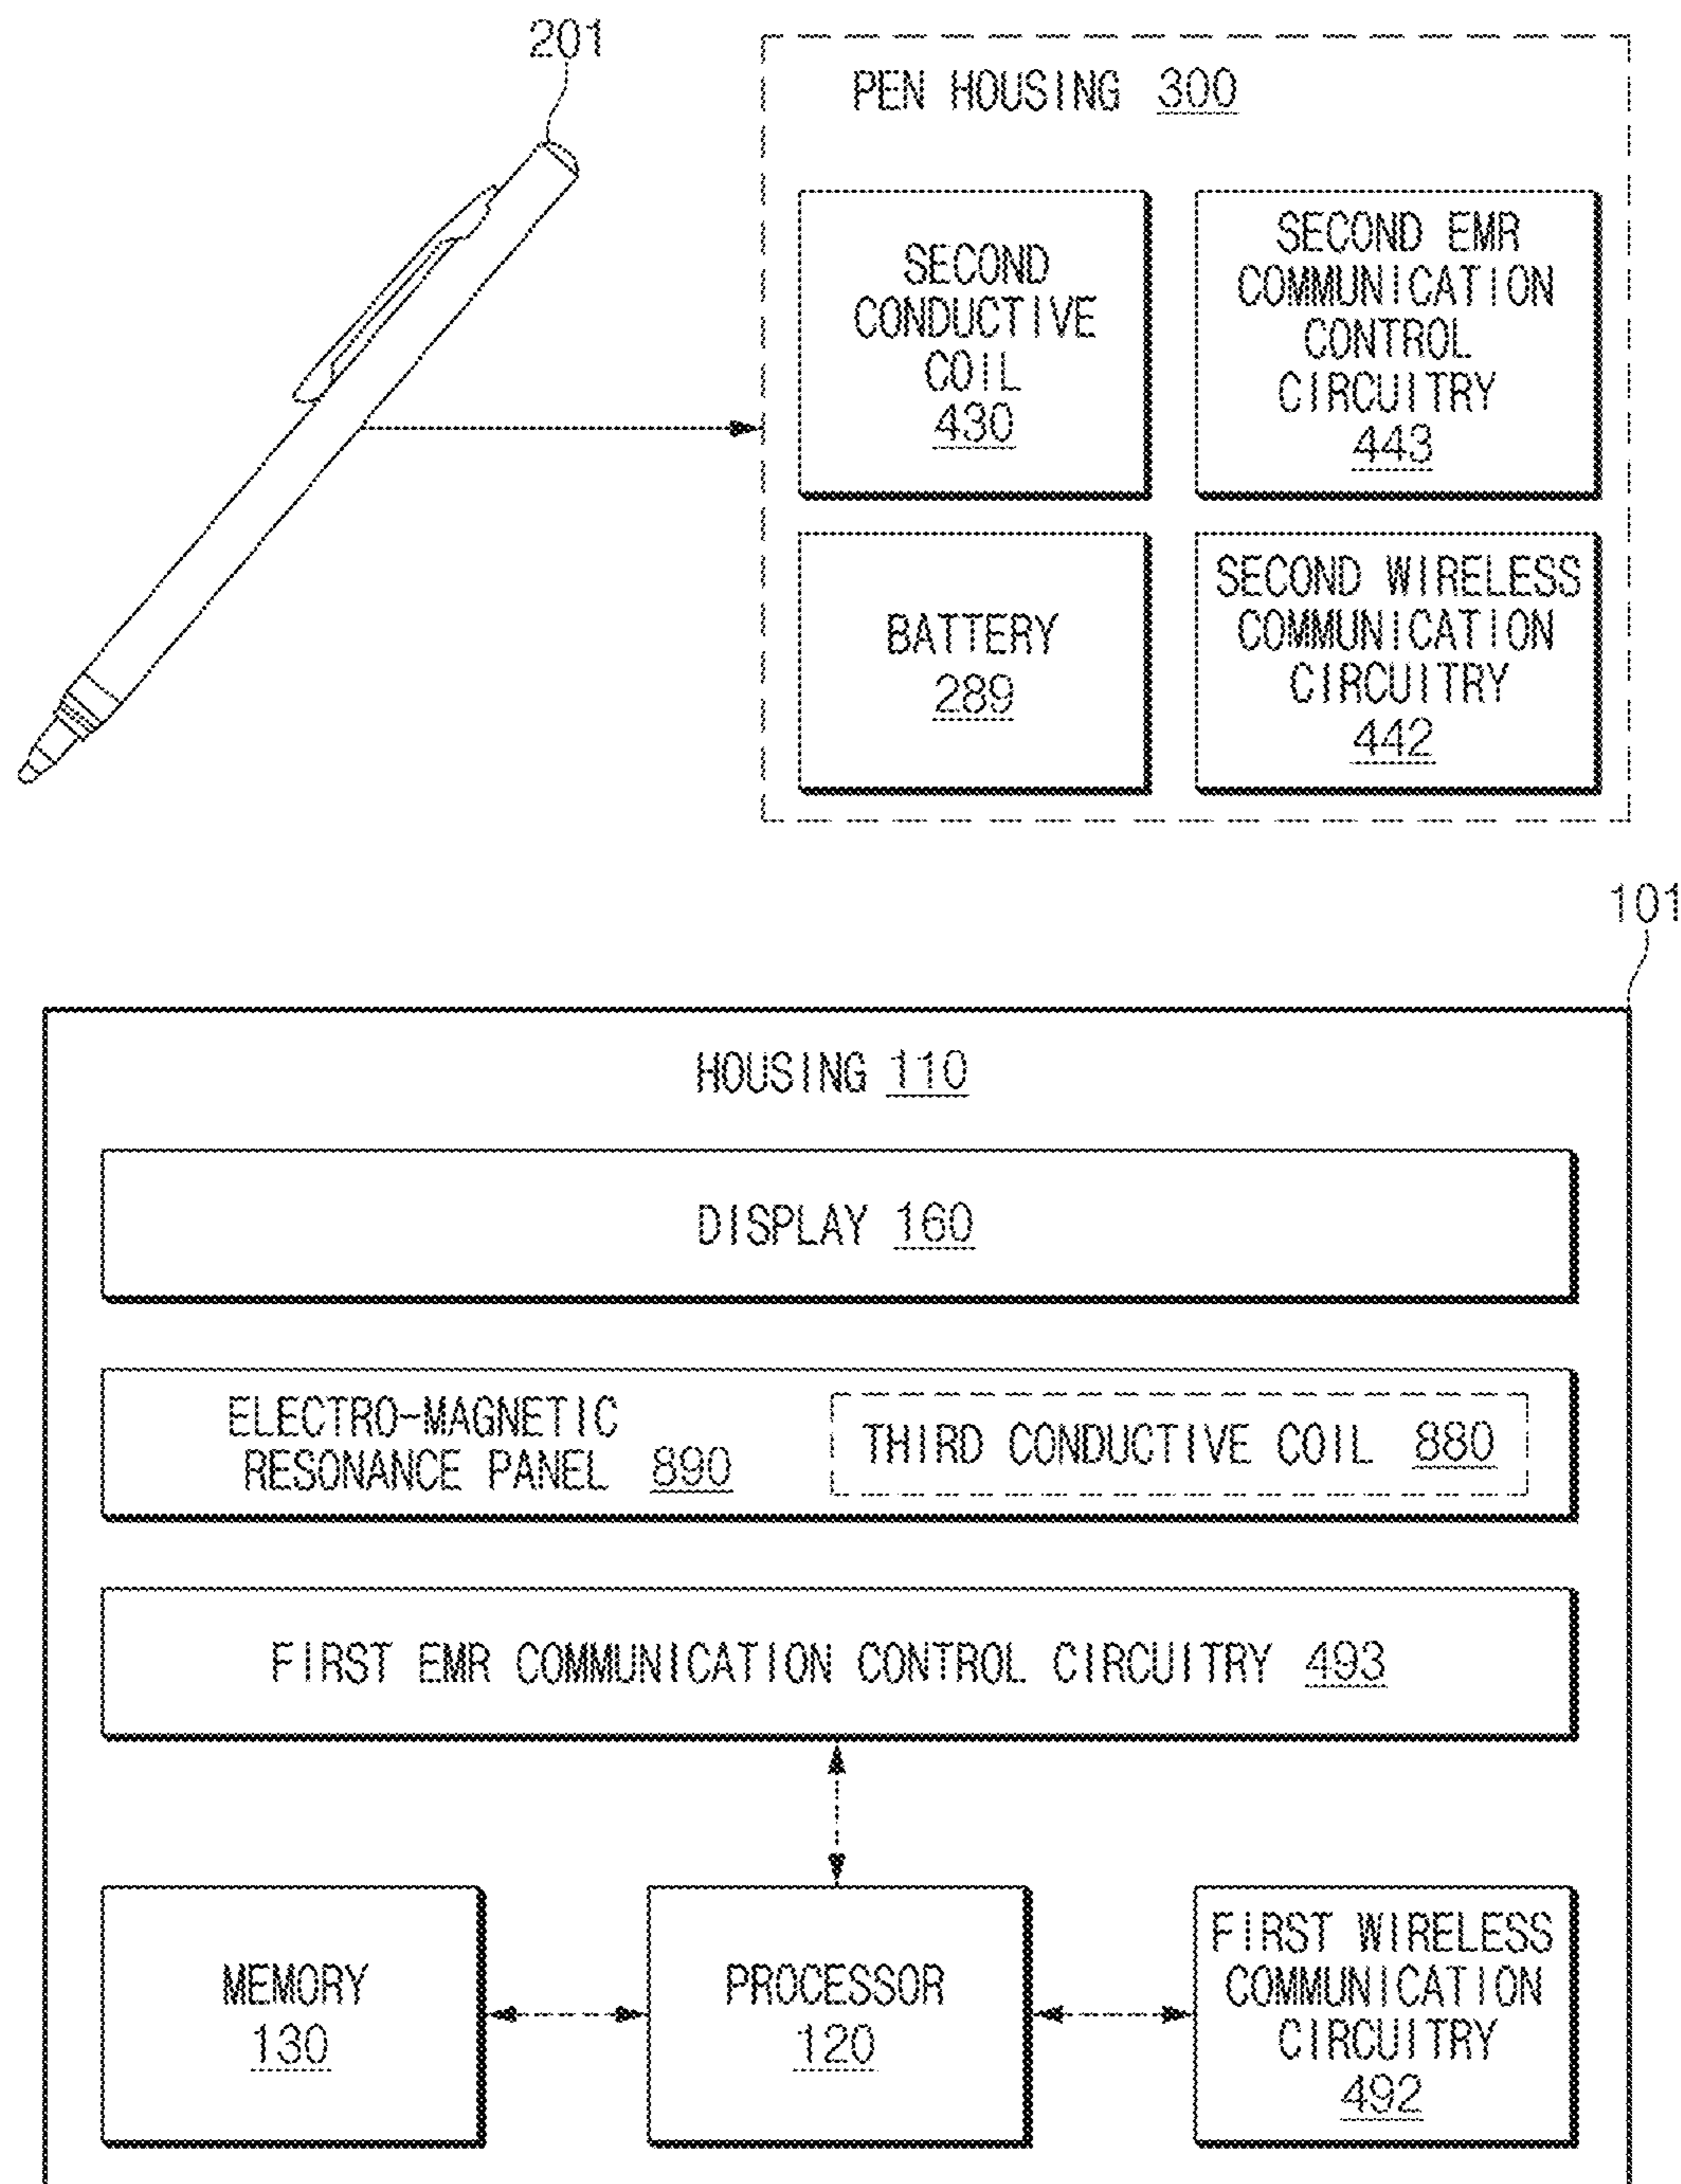 201
PEN HOUSING 300
SECOND
CONDUCTIVE
COIL
430
SECOND EMR
COMMUNICATION
CONTROL
CIRCUITRY
443
BATTERY
289
SECOND WIRELESS
COMMUNICATION
CIRCUITRY
442
101
HOUSING 110
DISPLAY 160
ELECTRO-MAGNETIC
RESONANCE PANEL 890
THIRD CONDUCTIVE COIL 880
FIRST EMR COMMUNICATION CONTROL CIRCUITRY 493
MEMORY
130
PROCESSOR
120
FIRST WIRELESS
COMMUNICATION
CIRCUITRY
492